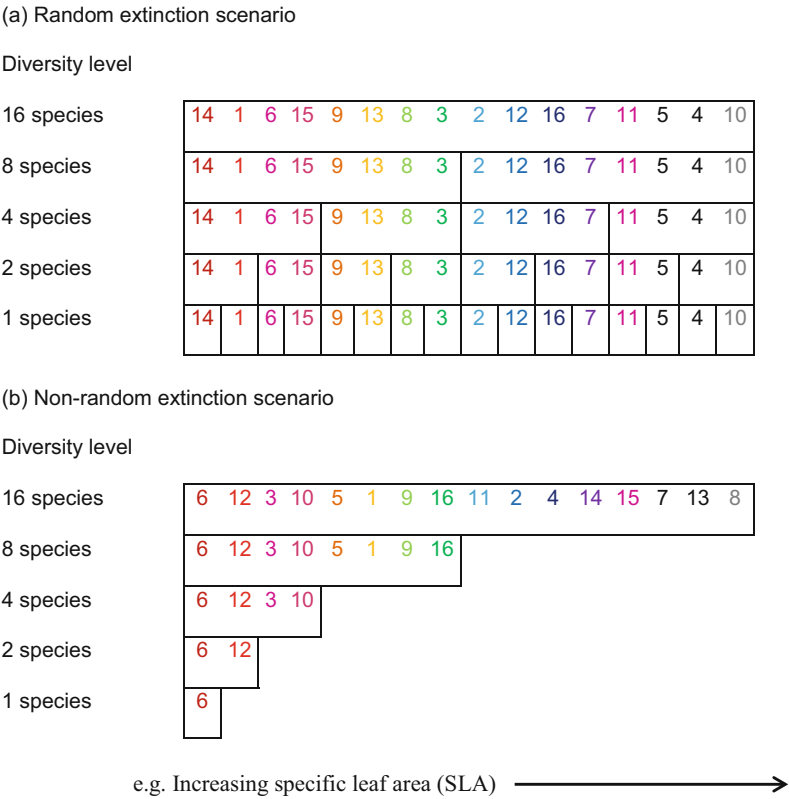 (a) Random extinction scenario
Diversity level
16 species 14 1 6 15 9 13 8 3 2 12 16 7 11 5 4 10
8 species 14 1 6 15 9 13 8 3 2 12 16 7 11 5 4 10
4 species 14 1 6 15 9 13 8 3 2 12 16 7 11 5 4 10
2 species 14 1 6 15 9 13 8 3 2 12 16 7 11 5 4 10
1 species 14 1 6 15 9 13 8 3 2 12 16 7 11 5 4 10
(b) Non-random extinction scenario
Diversity level
16 species 6 12 3 10 5 1 9 16 11 2 4 14 15 7 13 8
8 species 6 12 3 10 5 1 9 16
4 species 6 12 3 10
2 species 6 12
1 species 6
e.g. Increasing specific leaf area (SLA)